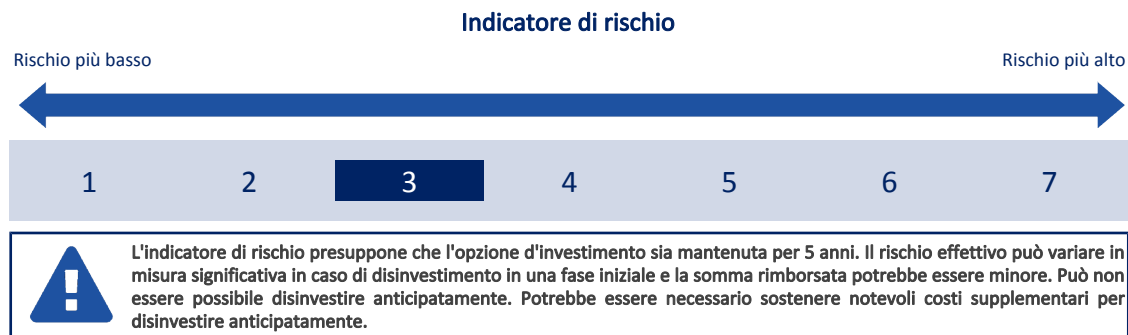 Indicatore di rischio
Rischio più basso
Rischio più alto
1 2 3 4 5 6 7
L'indicatore di rischio presuppone che l'opzione d'investimento sia mantenuta per 5 anni. Il rischio effettivo può variare in
misura significativa in caso di disinvestimento in una fase iniziale e la somma rimborsata potrebbe essere minore. Può non
essere possibile disinvestire anticipatamente. Potrebbe essere necessario sostenere notevoli costi supplementari per
disinvestire anticipatamente.